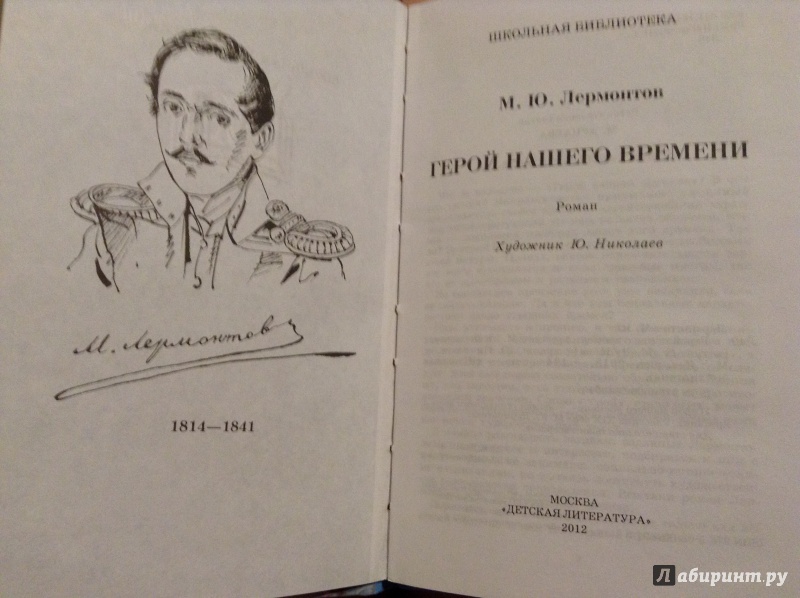 М. Лермонтов
1814—1841
ШКОЛЬНАЯ БИБЛИОТЕКА
М. Ю. Лермонтов
ГЕРОЙ НАШЕГО ВРЕМЕНИ
Роман
Художник Ю. Николаев
МОСКВА
«ДЕТСКАЯ ЛИТЕРАТУРА»
2012
Лабиринт.ру